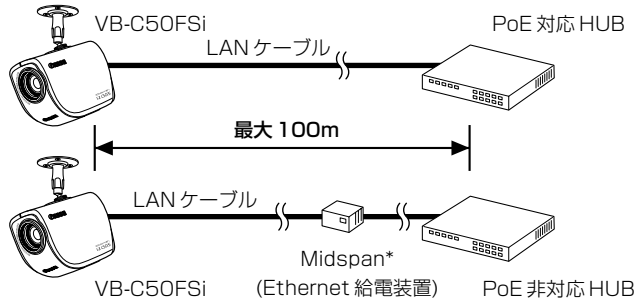 VB-C50FSi
PoE 対応 HUB
LAN ケーブル
最大 100m
LAN ケーブル
Midspan*
(Ethernet 給電装置)
VB-C50FSi
PoE 非対応 HUB